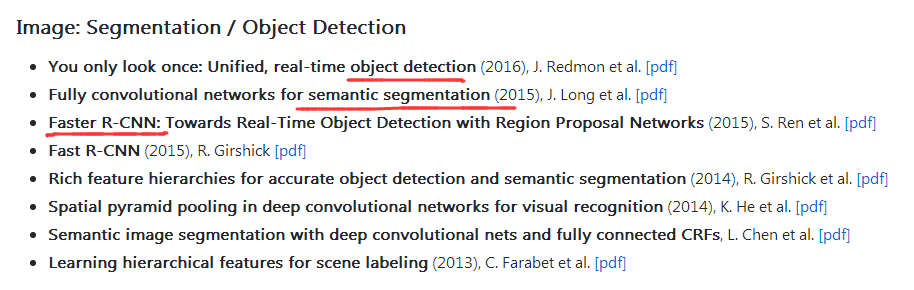 Image: Segmentation / Object Detection
You only look once: Unified, real-time object detection (2016), J. Redmon et al. [pdf]
Fully convolutional networks for semantic segmentation (2015), J. Long et al. [pdf]
Faster R-CNN: Towards Real-Time Object Detection with Region Proposal Networks (2015), S. Ren et al. [pdf]
Fast R-CNN (2015), R. Girshick [pdf]
Rich feature hierarchies for accurate object detection and semantic segmentation (2014), R. Girshick et al. [pdf]
Spatial pyramid pooling in deep convolutional networks for visual recognition (2014), K. He et al. [pdf]
Semantic image segmentation with deep convolutional nets and fully connected CRFs, L. Chen et al. [pdf]
Learning hierarchical features for scene labeling (2013), C. Farabet et al. [pdf]